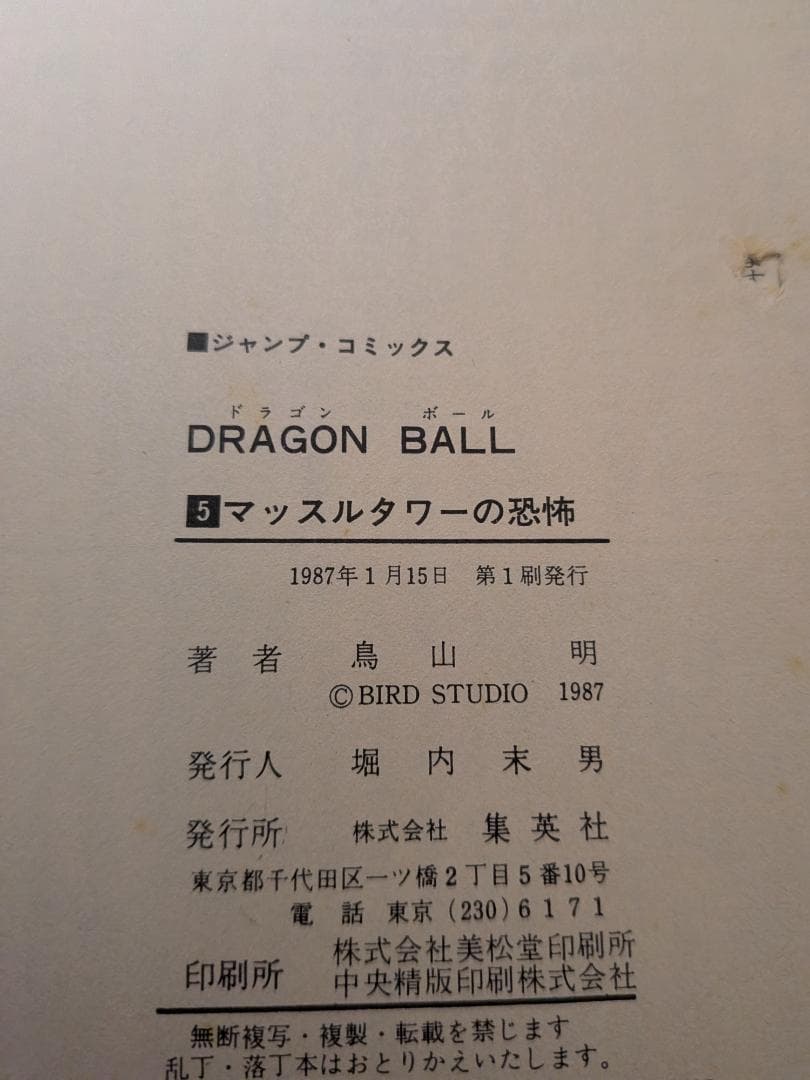 ■ジャンプ・コミックス
ドラゴン ボール
DRAGON BALL
5マッスルタワーの恐怖
1987年1月15日 第1刷発行
著者 鳥山 明
©BIRD STUDIO 1987
発行人 堀内末男
発行所 株式会社 集英社
東京都千代田区一ツ橋2丁目5番10号
電話 東京(230)6171
印刷所 株式会社美松堂印刷所
中央精版印刷株式会社
無断複写・複製・転載を禁じます
乱丁・落丁本はおとりかえいたします。